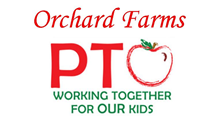 Orchard Farms
PTO
WORKING TOGETHER
FOR OUR KIDS